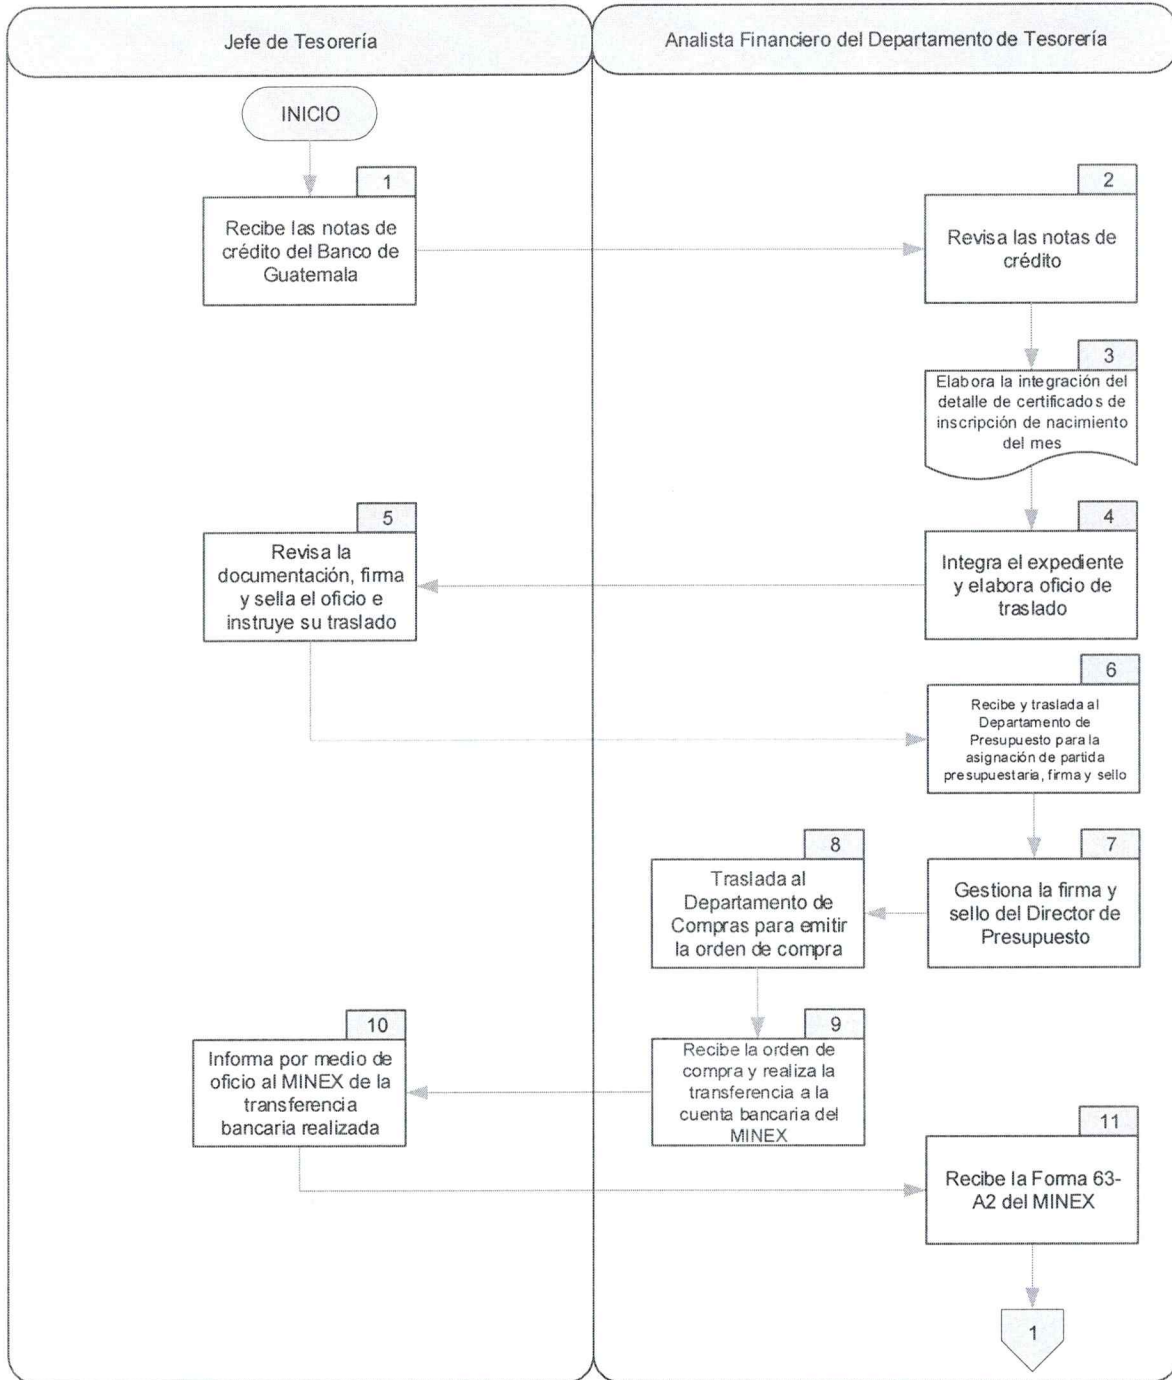 Jefe de Tesorería
Analista Financiero del Departamento de Tesorería
INICIO
1
Recibe las notas de
crédito del Banco de
Guatemala
2
Revisa las notas de
crédito
3
Elabora la integración del
detalle de certificados de
inscripción de nacimiento
del mes
4
Integra el expediente
y elabora oficio de
traslado
5
Revisa la
documentación, firma
y sella el oficio e
instruye su traslado
6
Recibe y traslada al
Departamento de
Presupuesto para la
asignación de partida
presupuestaria, firma y sello
7
Gestiona la firma y
sello del Director de
Presupuesto
8
Traslada al
Departamento de
Compras para emitir
la orden de compra
9
Recibe la orden de
compra y realiza la
transferencia a la
cuenta bancaria del
MINEX
10
Informa por medio de
oficio al MINEX de la
transferencia
bancaria realizada
11
Recibe la Forma 63-
A2 del MINEX
1